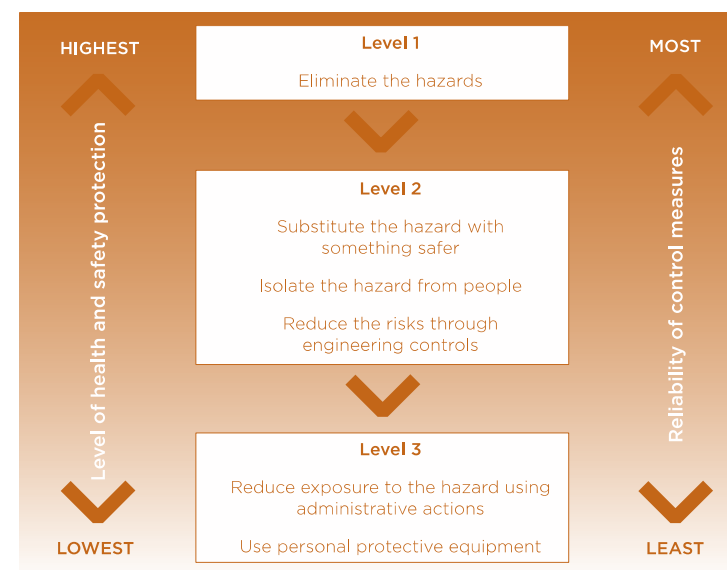 HIGHEST
Level 1
MOST
Eliminate the hazards
Level of health and safety protection
Level 2
Substitute the hazard with
something safer
Isolate the hazard from people
Reduce the risks through
engineering controls
Reliability of control measures
Level 3
Reduce exposure to the hazard using
administrative actions
Use personal protective equipment
LOWEST
LEAST